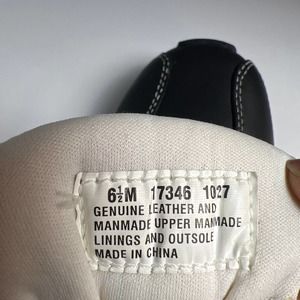 6½M 17346 1027
GENUINE LEATHER AND
MANMADE UPPER MANMADE
LININGS AND OUTSOLE
MADE IN CHINA